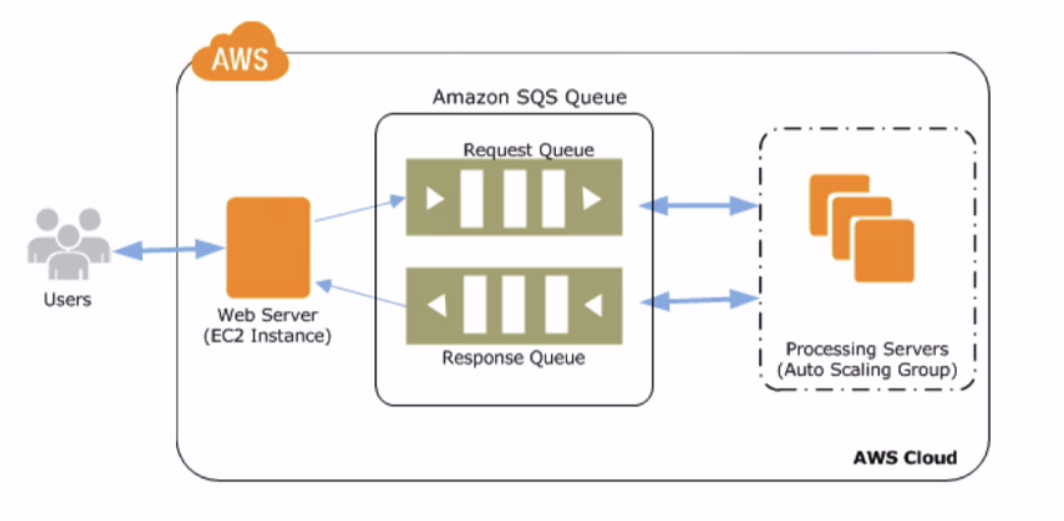 AWS
Amazon SQS Queue
Request Queue
Users
Web Server
(EC2 Instance)
Response Queue
Processing Servers
(Auto Scaling Group)
AWS Cloud